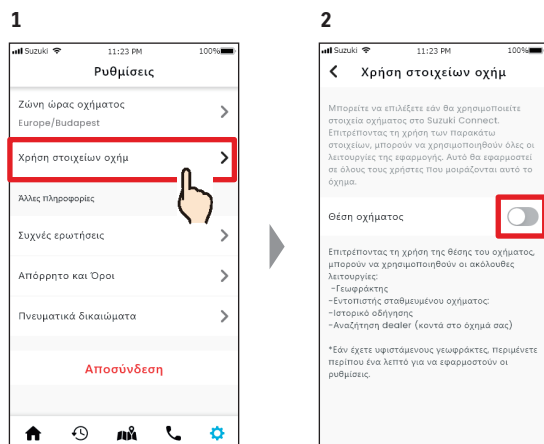 1
Suzuki 11:23 PM 100%
Ρυθμίσεις
Ζώνη ώρας οχήματος
Europe/Budapest
Χρήση στοιχείων οχήμ
Άλλες πληροφορίες
Συχνές ερωτήσεις
Απόρρητο και Όροι
Πνευματικά δικαιώματα
Αποσύνδεση
2
Suzuki 11:23 PM 100%
Χρήση στοιχείων οχήμ
Μπορείτε να επιλέξετε εάν θα χρησιμοποιείτε
στοιχεία οχήματος στο Suzuki Connect.
Επιτρέποντας τη χρήση των παρακάτω
στοιχείων, μπορούν να χρησιμοποιηθούν όλες οι
λειτουργίες της εφαρμογής. Αυτό θα εφαρμοστεί
σε όλους τους χρήστες που μοιράζονται αυτό το
όχημα.
Θέση οχήματος
Επιτρέποντας τη χρήση της θέσης του οχήματος,
μπορούν να χρησιμοποιηθούν οι ακόλουθες
λειτουργίες:
-Γεωφράκτης
-Εντοπιστής σταθμευμένου οχήματος:
-Ιστορικό οδήγησης
-Αναζήτηση dealer (κοντά στο όχημά σας)
*Εάν έχετε υφιστάμενους γεωφράκτες, περιμένετε
περίπου ένα λεπτό για να εφαρμοστούν οι
ρυθμίσεις.